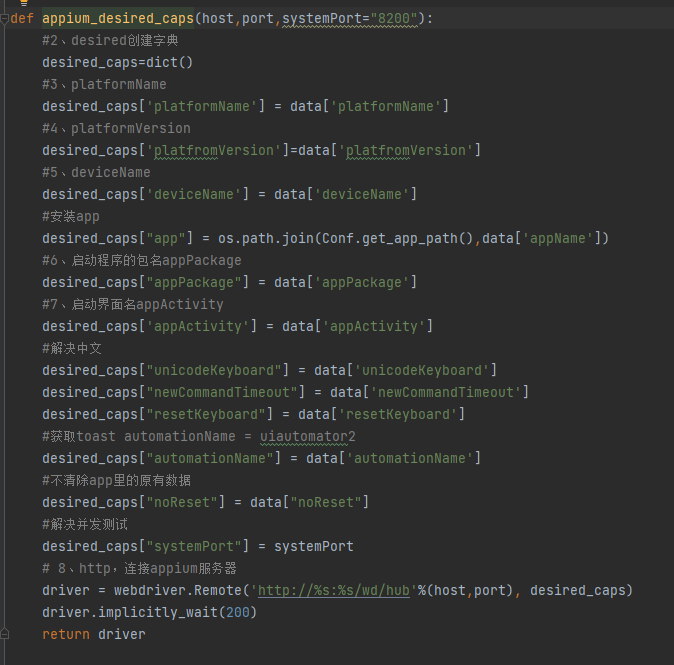 def appium_desired_caps(host,port,systemPort="8200"):
#2、desired创建字典
desired_caps=dict()
#3、platformName
desired_caps['platformName'] = data['platformName']
#4、platformVersion
desired_caps['platfromVersion']=data['platfromVersion']
#5、deviceName
desired_caps['deviceName'] = data['deviceName']
#安装app
desired_caps["app"] = os.path.join(Conf.get_app_path(),data['appName'])
#6、启动程序的包名appPackage
desired_caps["appPackage"] = data['appPackage']
#7、启动界面名appActivity
desired_caps['appActivity'] = data['appActivity']
#解决中文
desired_caps["unicodeKeyboard"] = data['unicodeKeyboard']
desired_caps["newCommandTimeout"] = data['newCommandTimeout']
desired_caps["resetKeyboard"] = data['resetKeyboard']
#获取toast automationName = uiautomator2
desired_caps["automationName"] = data['automationName']
#不清除app里的原有数据
desired_caps["noReset"] = data["noReset"]
#解决并发测试
desired_caps["systemPort"] = systemPort
# 8、http，连接appium服务器
driver = webdriver.Remote('http://%s:%s/wd/hub'%(host,port), desired_caps)
driver.implicitly_wait(200)
return driver